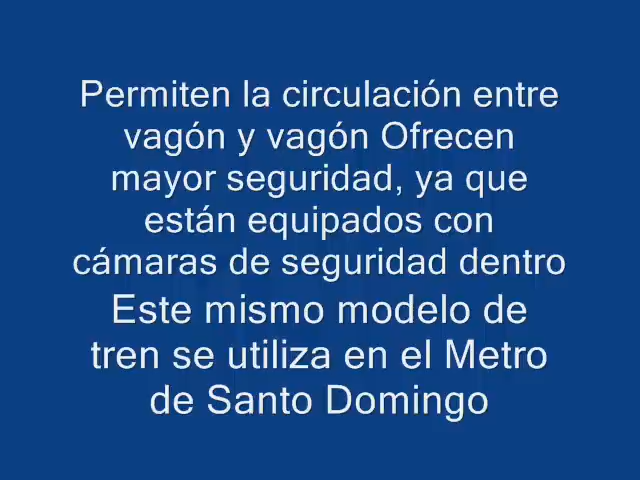 Permiten la circulación entre
vagón y vagón Ofrecen
mayor seguridad, ya que
están equipados con
cámaras de seguridad dentro
Este mismo modelo de
tren se utiliza en el Metro
de Santo Domingo